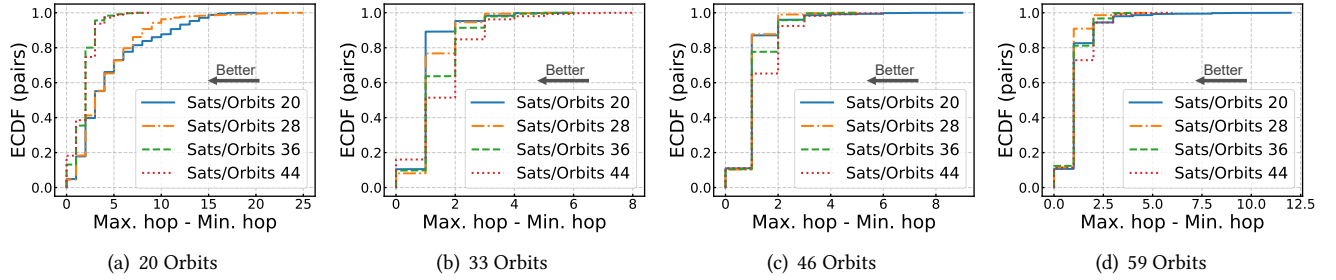 ECDF (pairs)
1.0
0.8
0.6
0.4
0.2
0.0
Better
Sats/Orbits 20
Sats/Orbits 28
Sats/Orbits 36
Sats/Orbits 44
0 5 10 15 20 25
Max. hop - Min. hop
(a) 20 Orbits
ECDF (pairs)
1.0
0.8
0.6
0.4
0.2
0.0
Better
Sats/Orbits 20
Sats/Orbits 28
Sats/Orbits 36
Sats/Orbits 44
0 2 4 6 8
Max. hop - Min. hop
(b) 33 Orbits
ECDF (pairs)
1.0
0.8
0.6
0.4
0.2
0.0
Better
Sats/Orbits 20
Sats/Orbits 28
Sats/Orbits 36
Sats/Orbits 44
0 2 4 6 8
Max. hop - Min. hop
(c) 46 Orbits
ECDF (pairs)
1.0
0.8
0.6
0.4
0.2
0.0
Better
Sats/Orbits 20
Sats/Orbits 28
Sats/Orbits 36
Sats/Orbits 44
0.0 2.5 5.0 7.5 10.0 12.5
Max. hop - Min. hop
(d) 59 Orbits